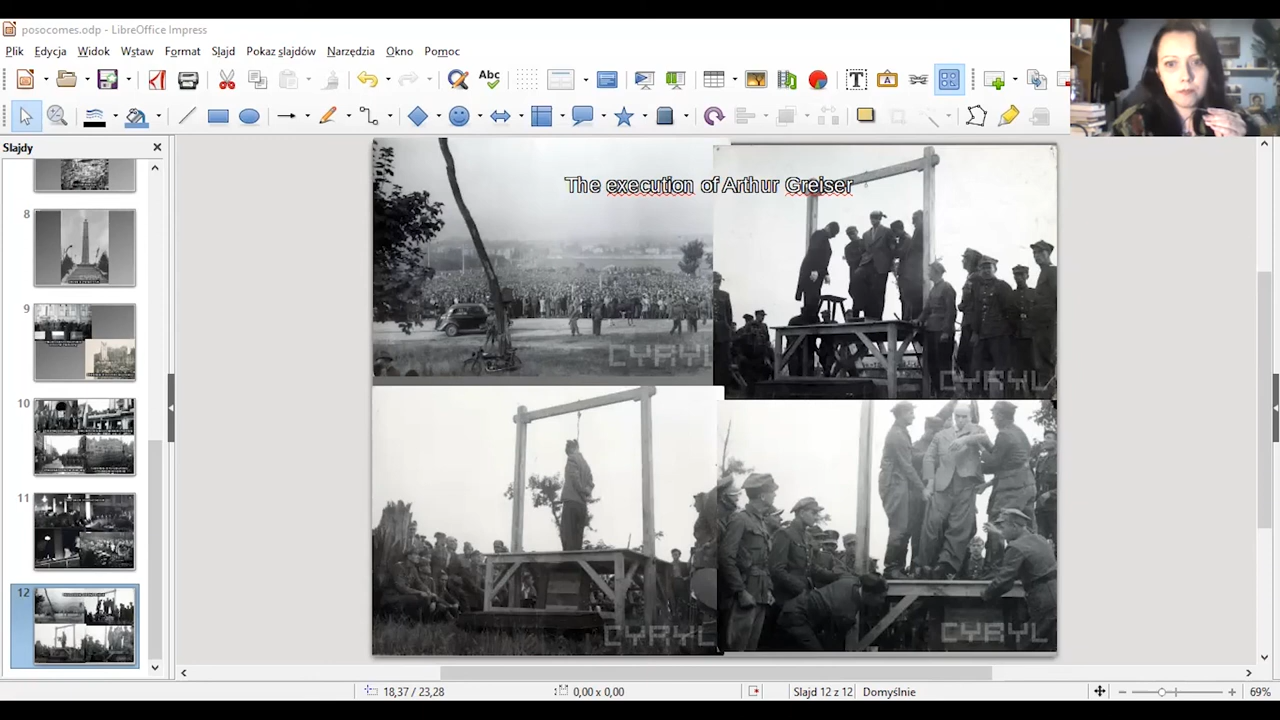 posocomes.odp - LibreOffice Impress
Plik Edycja Widok Wstaw Format Slajd Pokaz slajdów Narzędzia Okno Pomoc
Abc
T
A
Slajdy
8
9
10
11
12
The execution of Arthur Greiser
CYRYL
CYRYL
CYRYL
CYRYL
18,37 / 23,28
0,00 x 0,00
Slajd 12 z 12
Domyślnie
69%